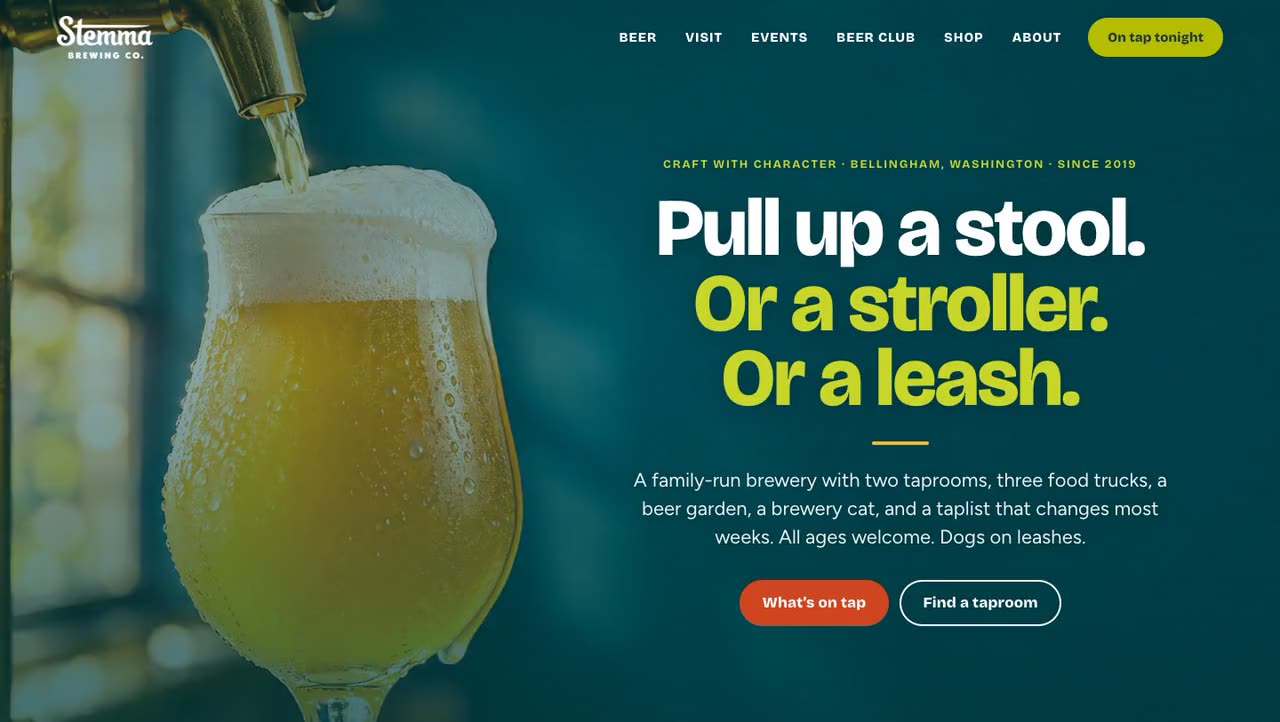 Stemma
BREWING CO.
BEER
VISIT
EVENTS
BEER CLUB
SHOP
ABOUT
On tap tonight
CRAFT WITH CHARACTER · BELLINGHAM, WASHINGTON · SINCE 2019
Pull up a stool.
Or a stroller.
Or a leash.
A family-run brewery with two taprooms, three food trucks, a
beer garden, a brewery cat, and a taplist that changes most
weeks. All ages welcome. Dogs on leashes.
What’s on tap
Find a taproom